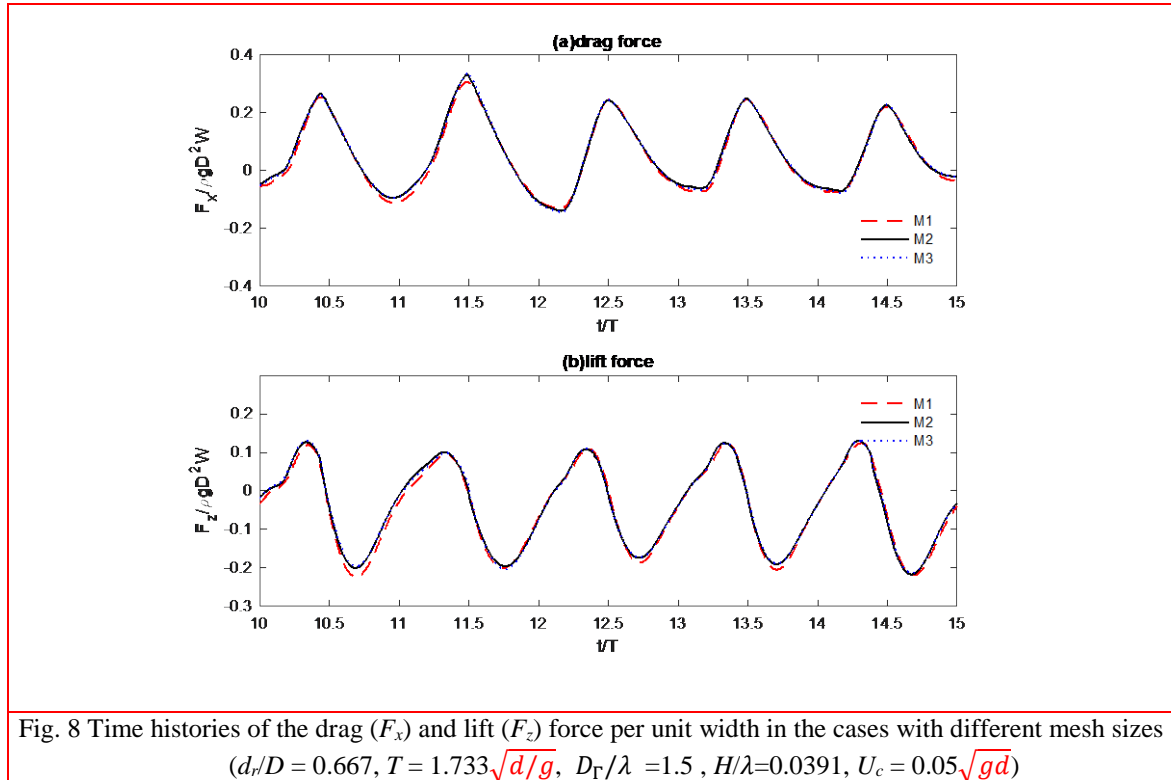 (a)drag force
0.4
0.2
0
-0.2
0.4
F_x/ρgD²W
M1
M2
M3
10 10.5 11 11.5 12 12.5 13 13.5 14 14.5 15
t/T
(b)lift force
0.2
0.1
0
-0.1
-0.2
-0.3
F_z/ρgD²W
M1
M2
M3
10 10.5 11 11.5 12 12.5 13 13.5 14 14.5 15
t/T
Fig. 8 Time histories of the drag (F_x) and lift (F_z) force per unit width in the cases with different mesh sizes
(d_r/D = 0.667, T = 1.733√d/g, D_Γ/λ =1.5 , H/λ=0.0391, U_c = 0.05√gd)